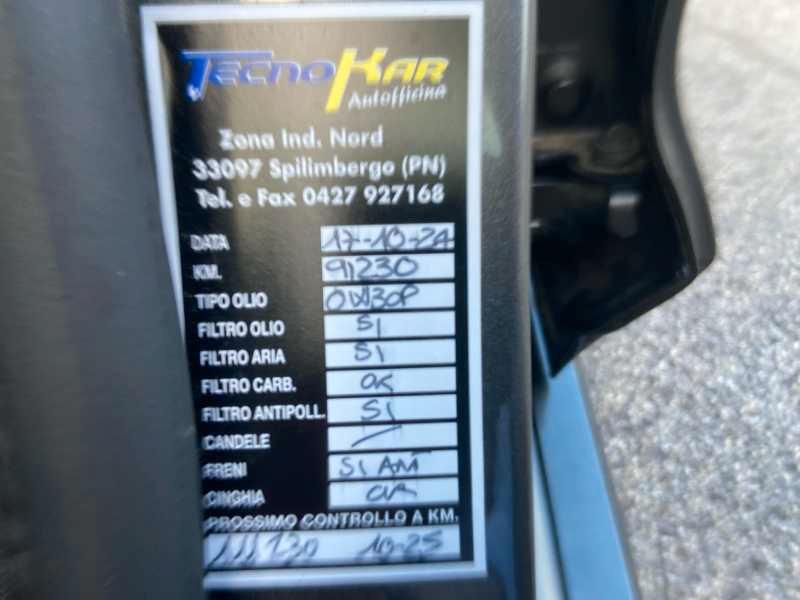 TECNOKAR
Autofficina
Zona Ind. Nord
33097 Spilimbergo (PN)
Tel. e Fax 0427 927168
DATA 17-10-24
KM. 91230
TIPO OLIO 0W30P
FILTRO OLIO SI
FILTRO ARIA SI
FILTRO CARB. OK
FILTRO ANTIPOLL. SI
CANDELE
FRENI SI ANT
CINGHIA
PROSSIMO CONTROLLO A KM.
10-25